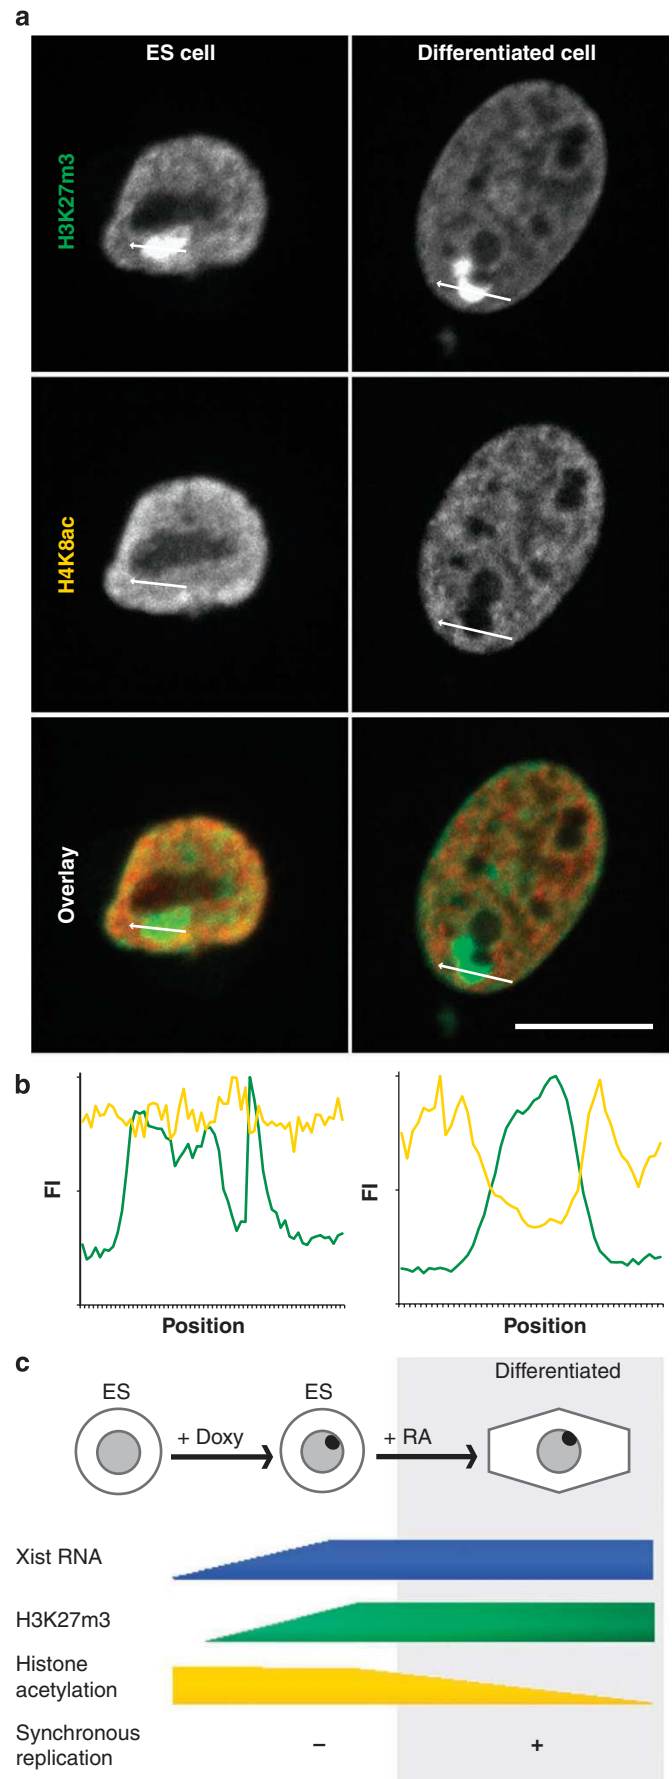 a
ES cell
Differentiated cell
H3K27m3
H4K8ac
Overlay
b
FI
Position
FI
Position
c
Differentiated
ES
ES
+ Doxy
+ RA
Xist RNA
H3K27m3
Histone
acetylation
Synchronous
replication
–
+